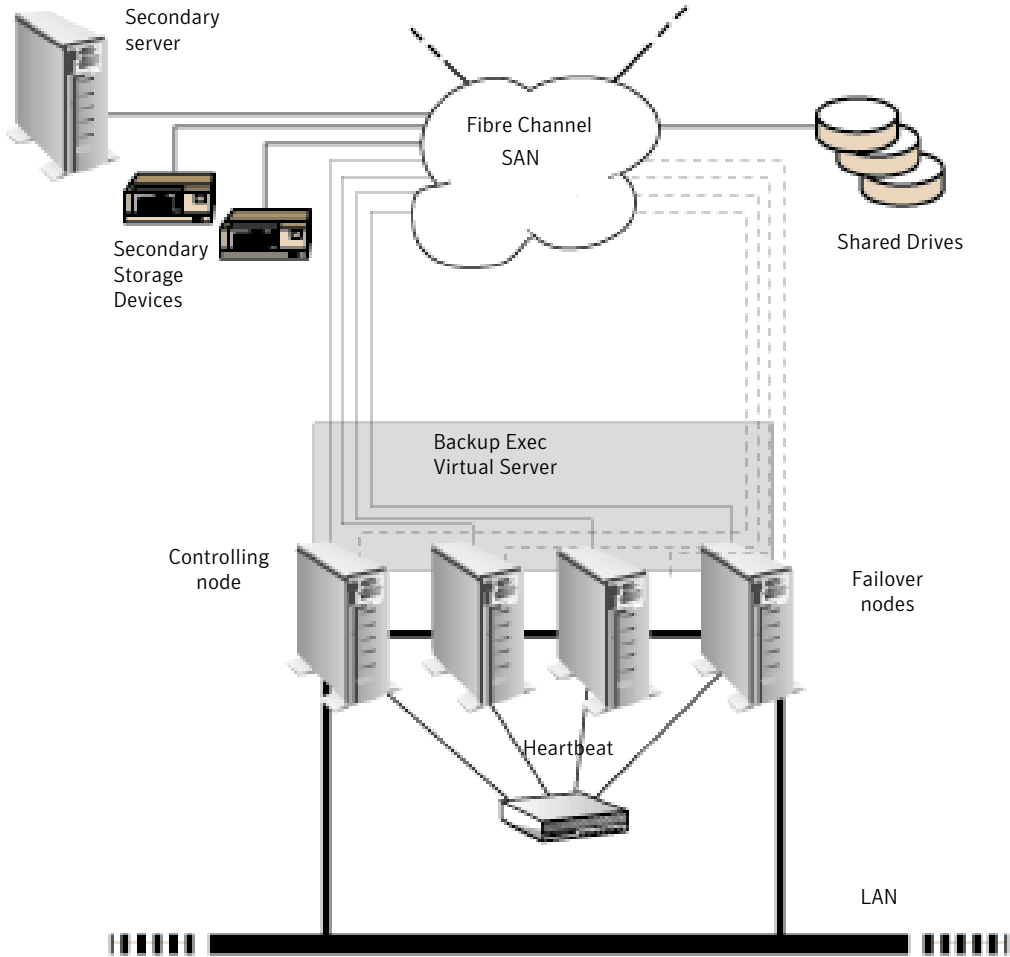 Secondary
server
Fibre Channel
SAN
Secondary
Storage
Devices
Shared Drives
Backup Exec
Virtual Server
Controlling
node
Failover
nodes
Heartbeat
LAN